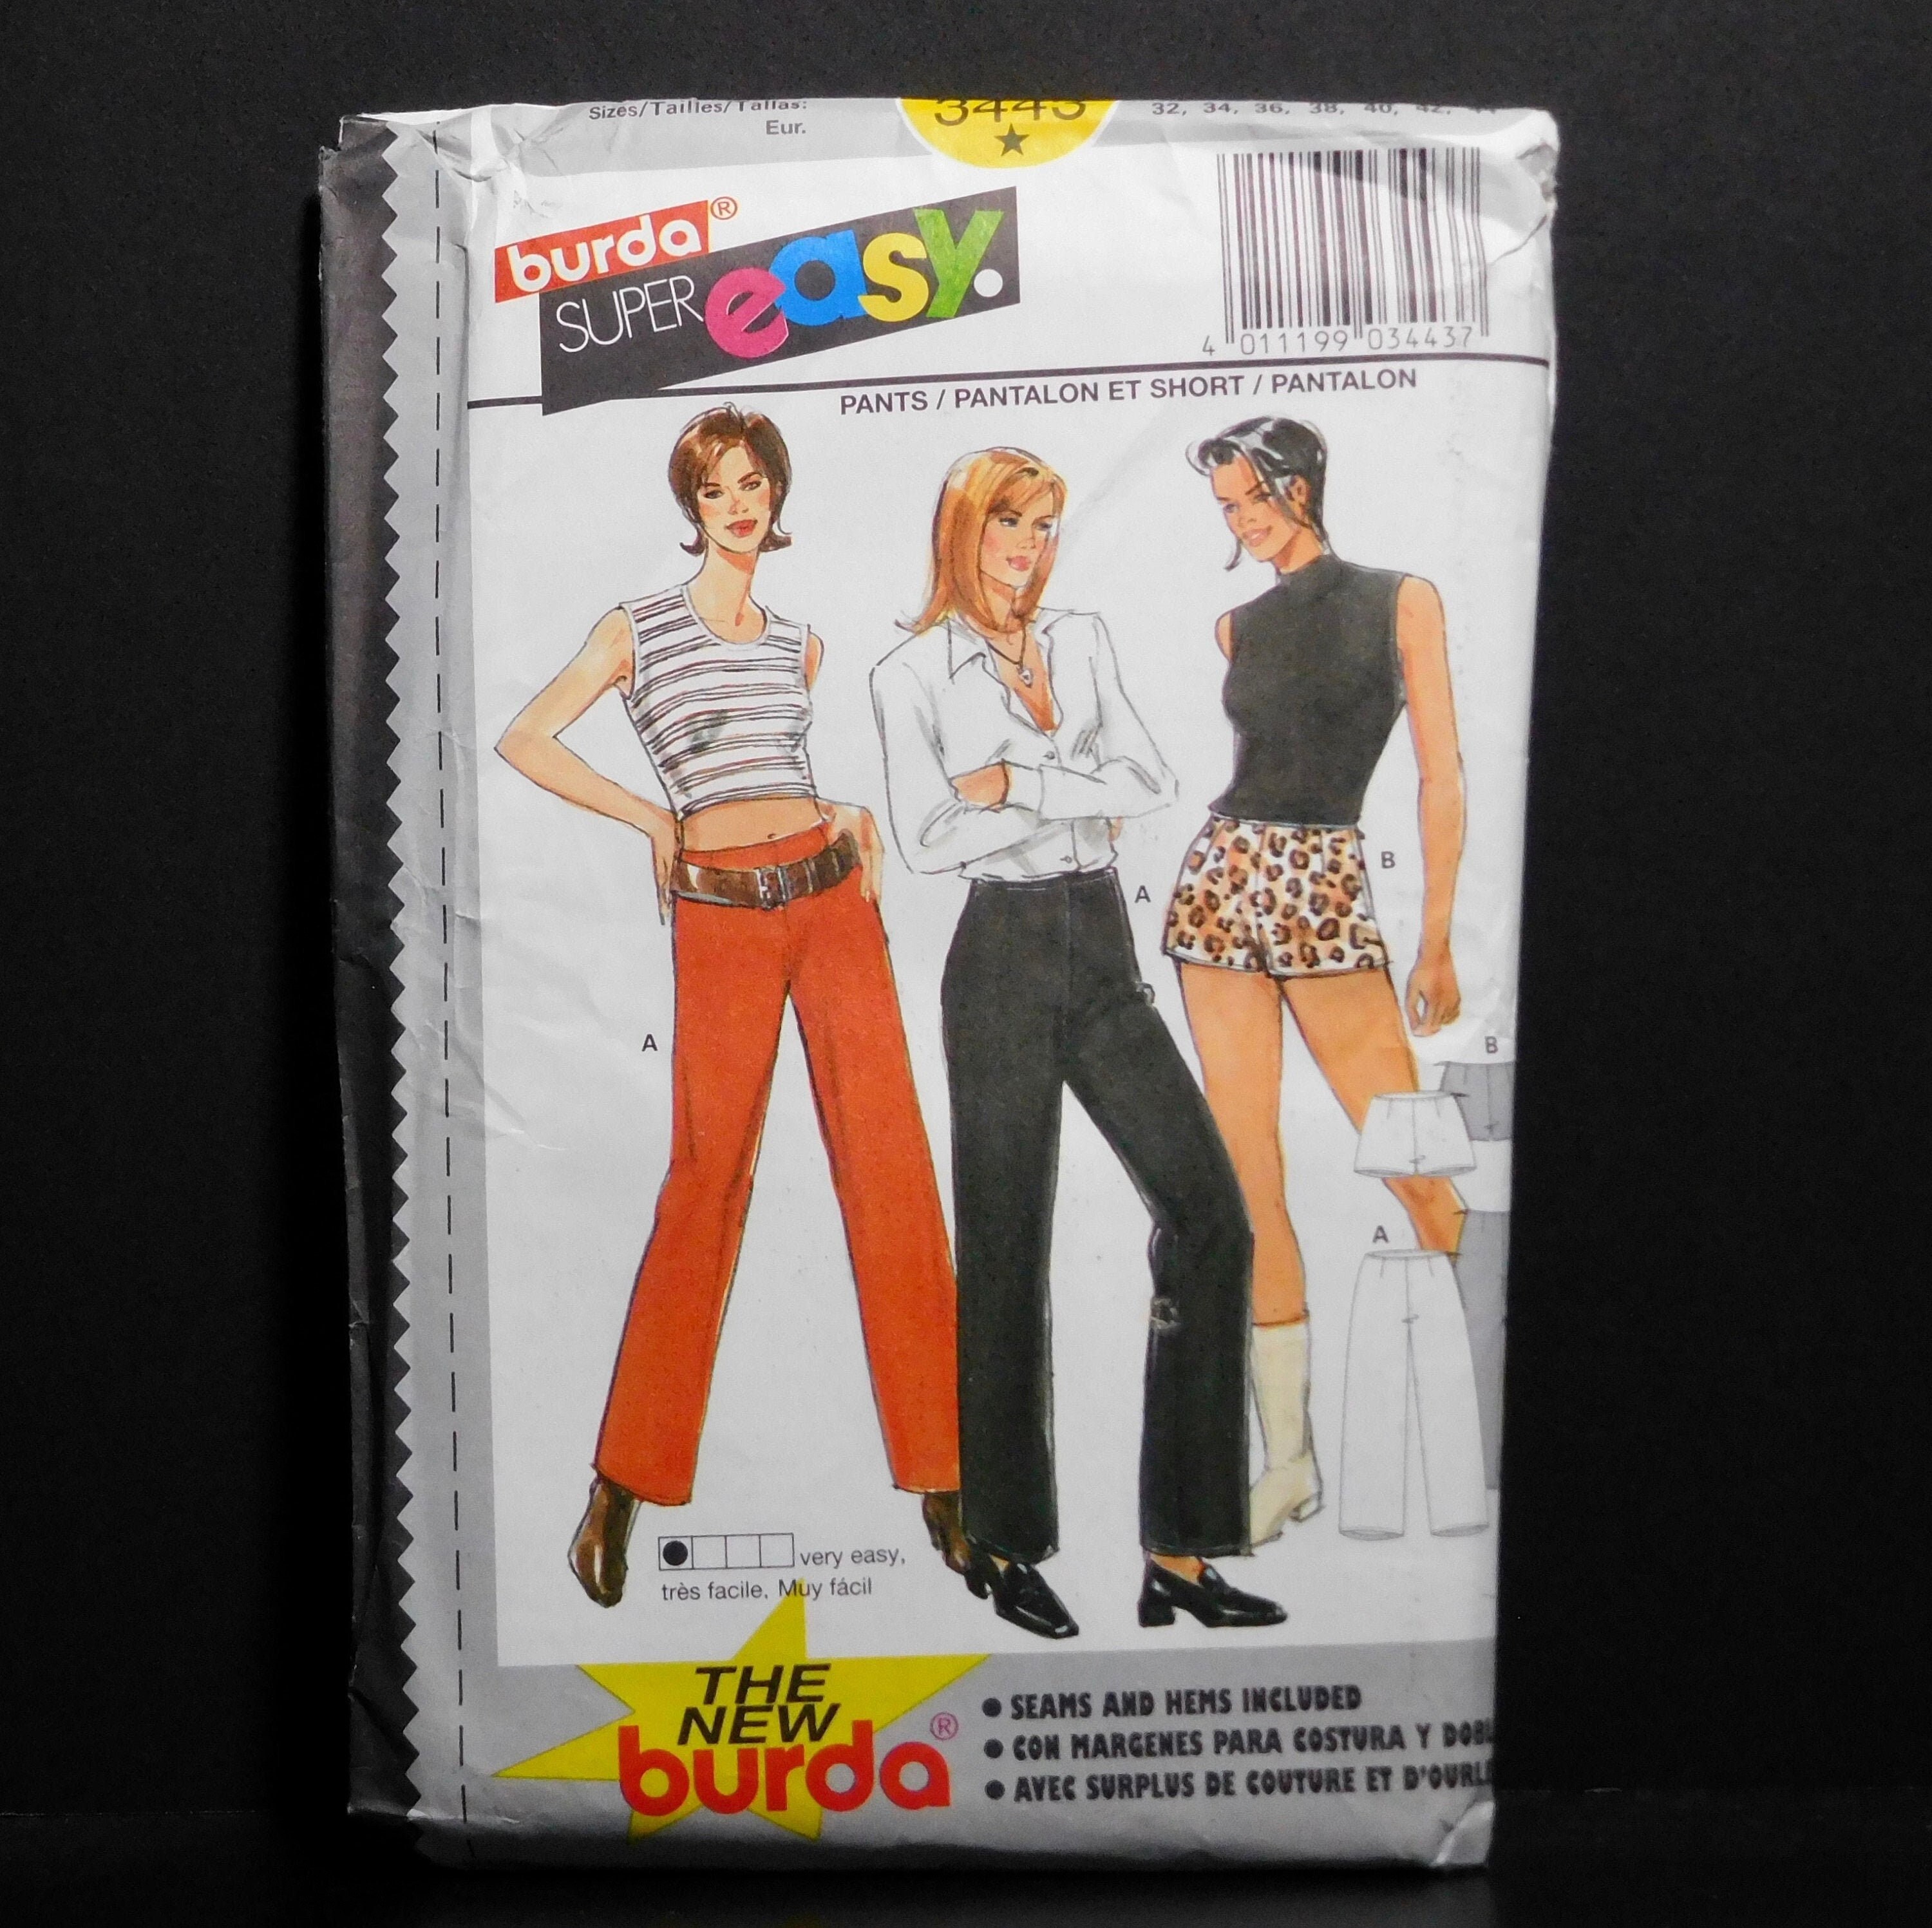 Sizes/Tailles/Tallas:
Eur.
3443
32, 34, 36, 38, 40, 42, 44
burda®
SUPER easy.
4 011199 034437
PANTS / PANTALON ET SHORT / PANTALON
A
A
B
B
A
very easy,
très facile, Muy fácil
THE
NEW
burda®
● SEAMS AND HEMS INCLUDED
● CON MARGENES PARA COSTURA Y
● AVEC SURPLUS DE COUTURE ET